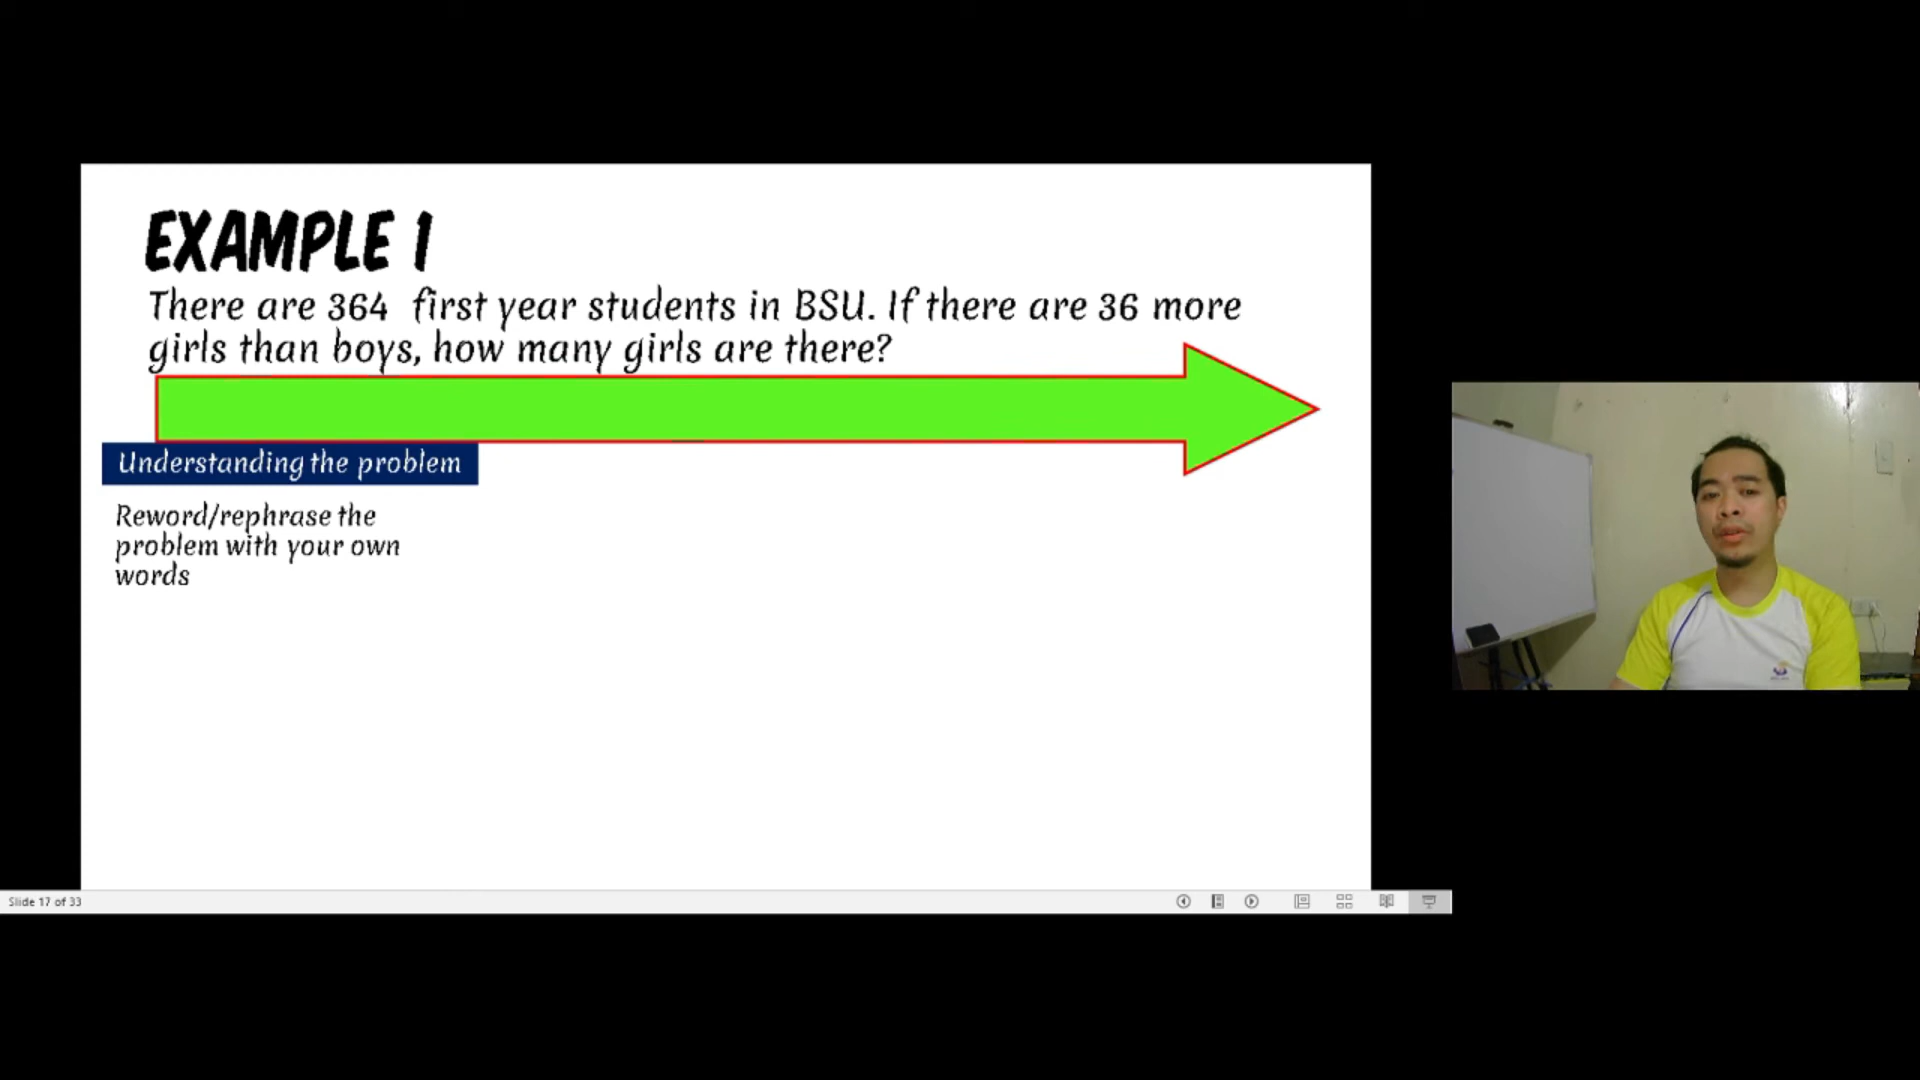 EXAMPLE 1
There are 364 first year students in BSU. If there are 36 more
girls than boys, how many girls are there?
Understanding the problem
Reword/rephrase the
problem with your own
words
Slide 17 of 33